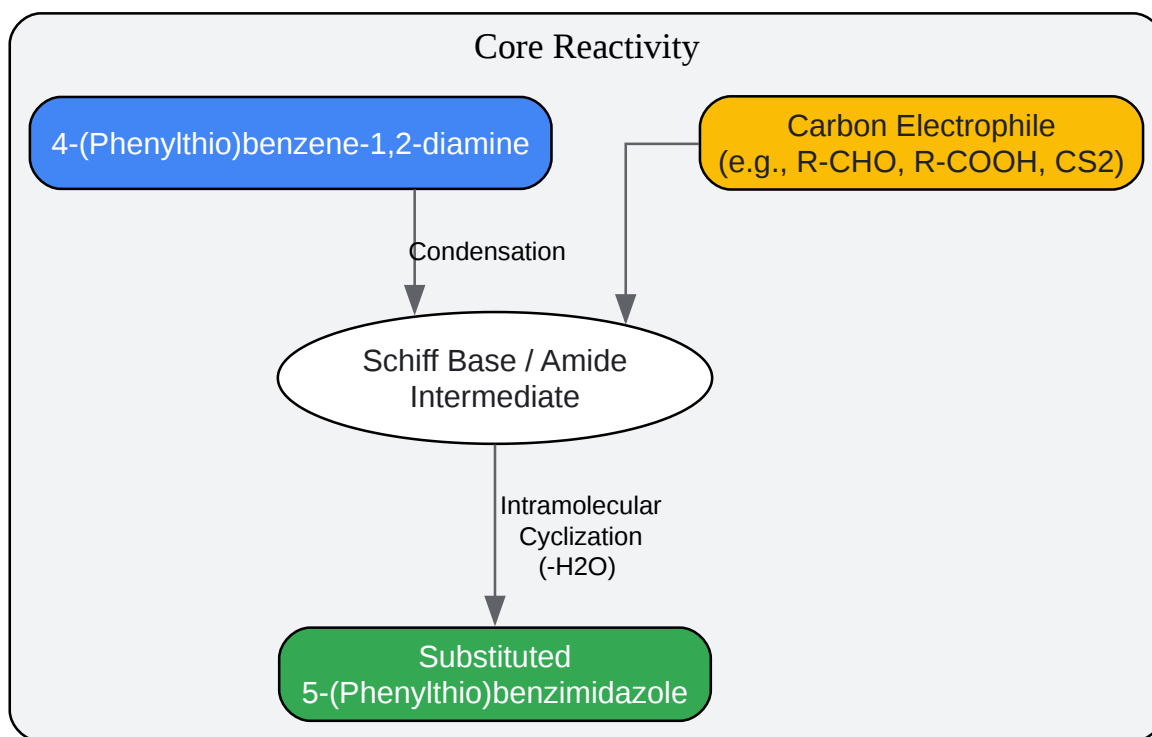 Core Reactivity
4-(Phenylthio)benzene-1,2-diamine
Carbon Electrophile
(e.g., R-CHO, R-COOH, CS2)
Condensation
Schiff Base / Amide
Intermediate
Intramolecular
Cyclization
(-H2O)
Substituted
5-(Phenylthio)benzimidazole